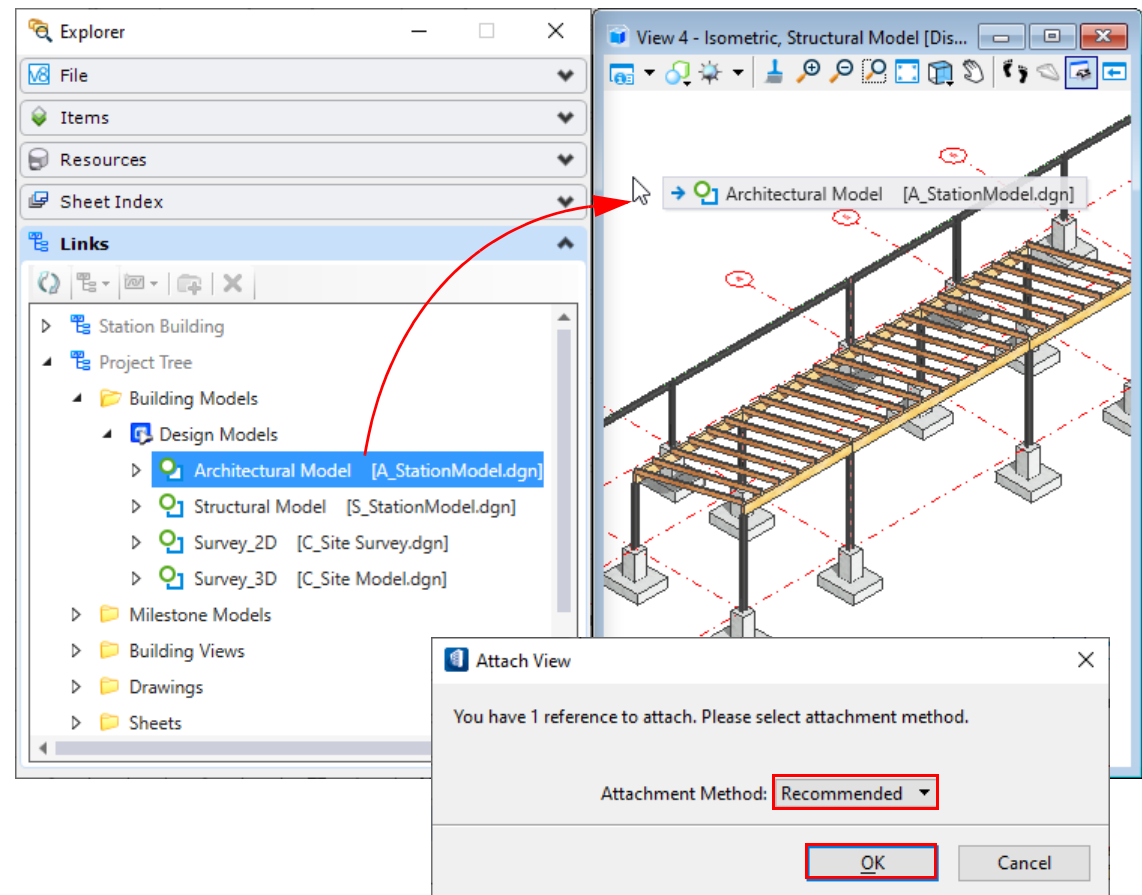 Explorer
File
Items
Resources
Sheet Index
Links
Station Building
Project Tree
Building Models
Design Models
Architectural Model [A_StationModel.dgn]
Structural Model [S_StationModel.dgn]
Survey_2D [C_Site Survey.dgn]
Survey_3D [C_Site Model.dgn]
Milestone Models
Building Views
Drawings
Sheets
View 4 - Isometric, Structural Model [Dis...
Architectural Model [A_StationModel.dgn]
Attach View
You have 1 reference to attach. Please select attachment method.
Attachment Method: Recommended
OK Cancel